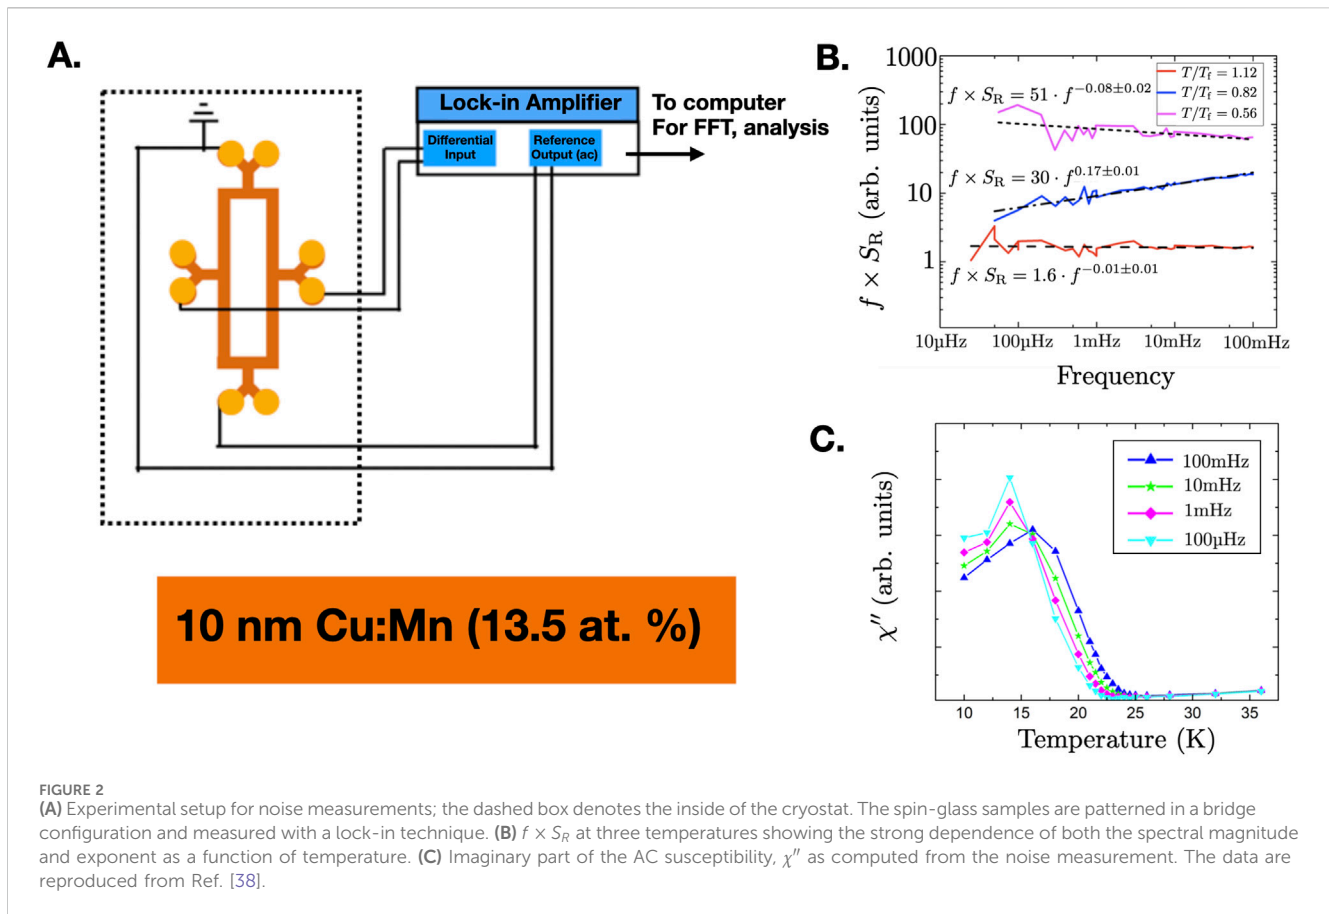 A.
Lock-in Amplifier
Differential
Input
Reference
Output (ac)
To computer
For FFT, analysis
10 nm Cu:Mn (13.5 at. %)
B.
f × S_R (arb. units)
1000
100
10
1
T/T_f = 1.12
T/T_f = 0.82
T/T_f = 0.56
f × S_R = 51 · f^{-0.08±0.02}
f × S_R = 30 · f^{0.17±0.01}
f × S_R = 1.6 · f^{-0.01±0.01}
10μHz 100μHz 1mHz 10mHz 100mHz
Frequency
C.
χ″ (arb. units)
100mHz
10mHz
1mHz
100μHz
10 15 20 25 30 35
Temperature (K)
FIGURE 2
(A) Experimental setup for noise measurements; the dashed box denotes the inside of the cryostat. The spin-glass samples are patterned in a bridge
configuration and measured with a lock-in technique. (B) f × S_R at three temperatures showing the strong dependence of both the spectral magnitude
and exponent as a function of temperature. (C) Imaginary part of the AC susceptibility, χ″ as computed from the noise measurement. The data are
reproduced from Ref. [38].